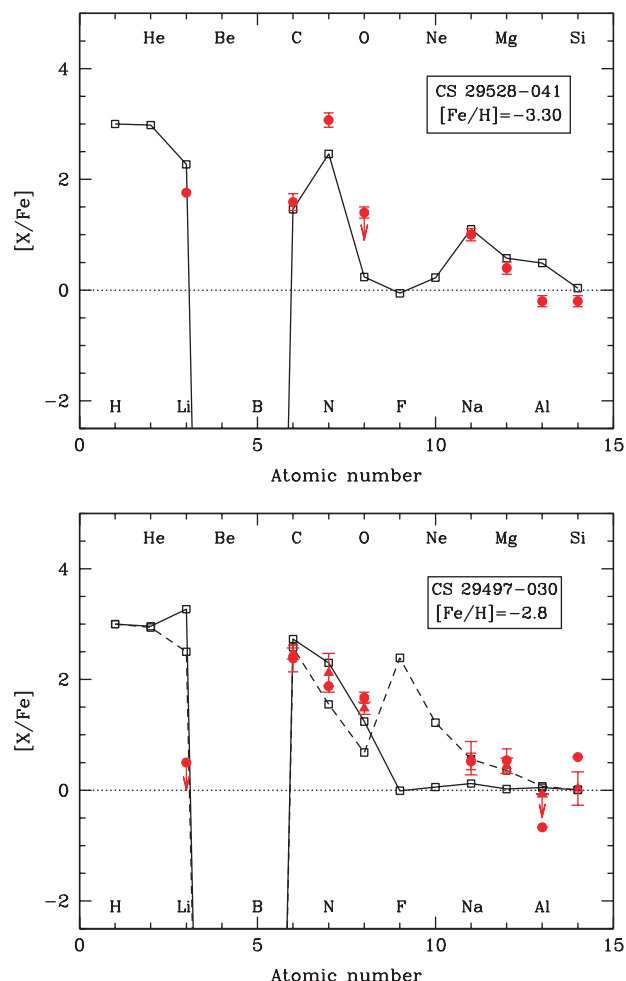 He Be C O Ne Mg Si
4
CS 29528-041
[Fe/H]=-3.30
2
[X/Fe]
0
-2
H Li B N F Na Al
0 5 10 15
Atomic number
He Be C O Ne Mg Si
4
CS 29497-030
[Fe/H]=-2.8
2
[X/Fe]
0
-2
H Li B N F Na Al
0 5 10 15
Atomic number